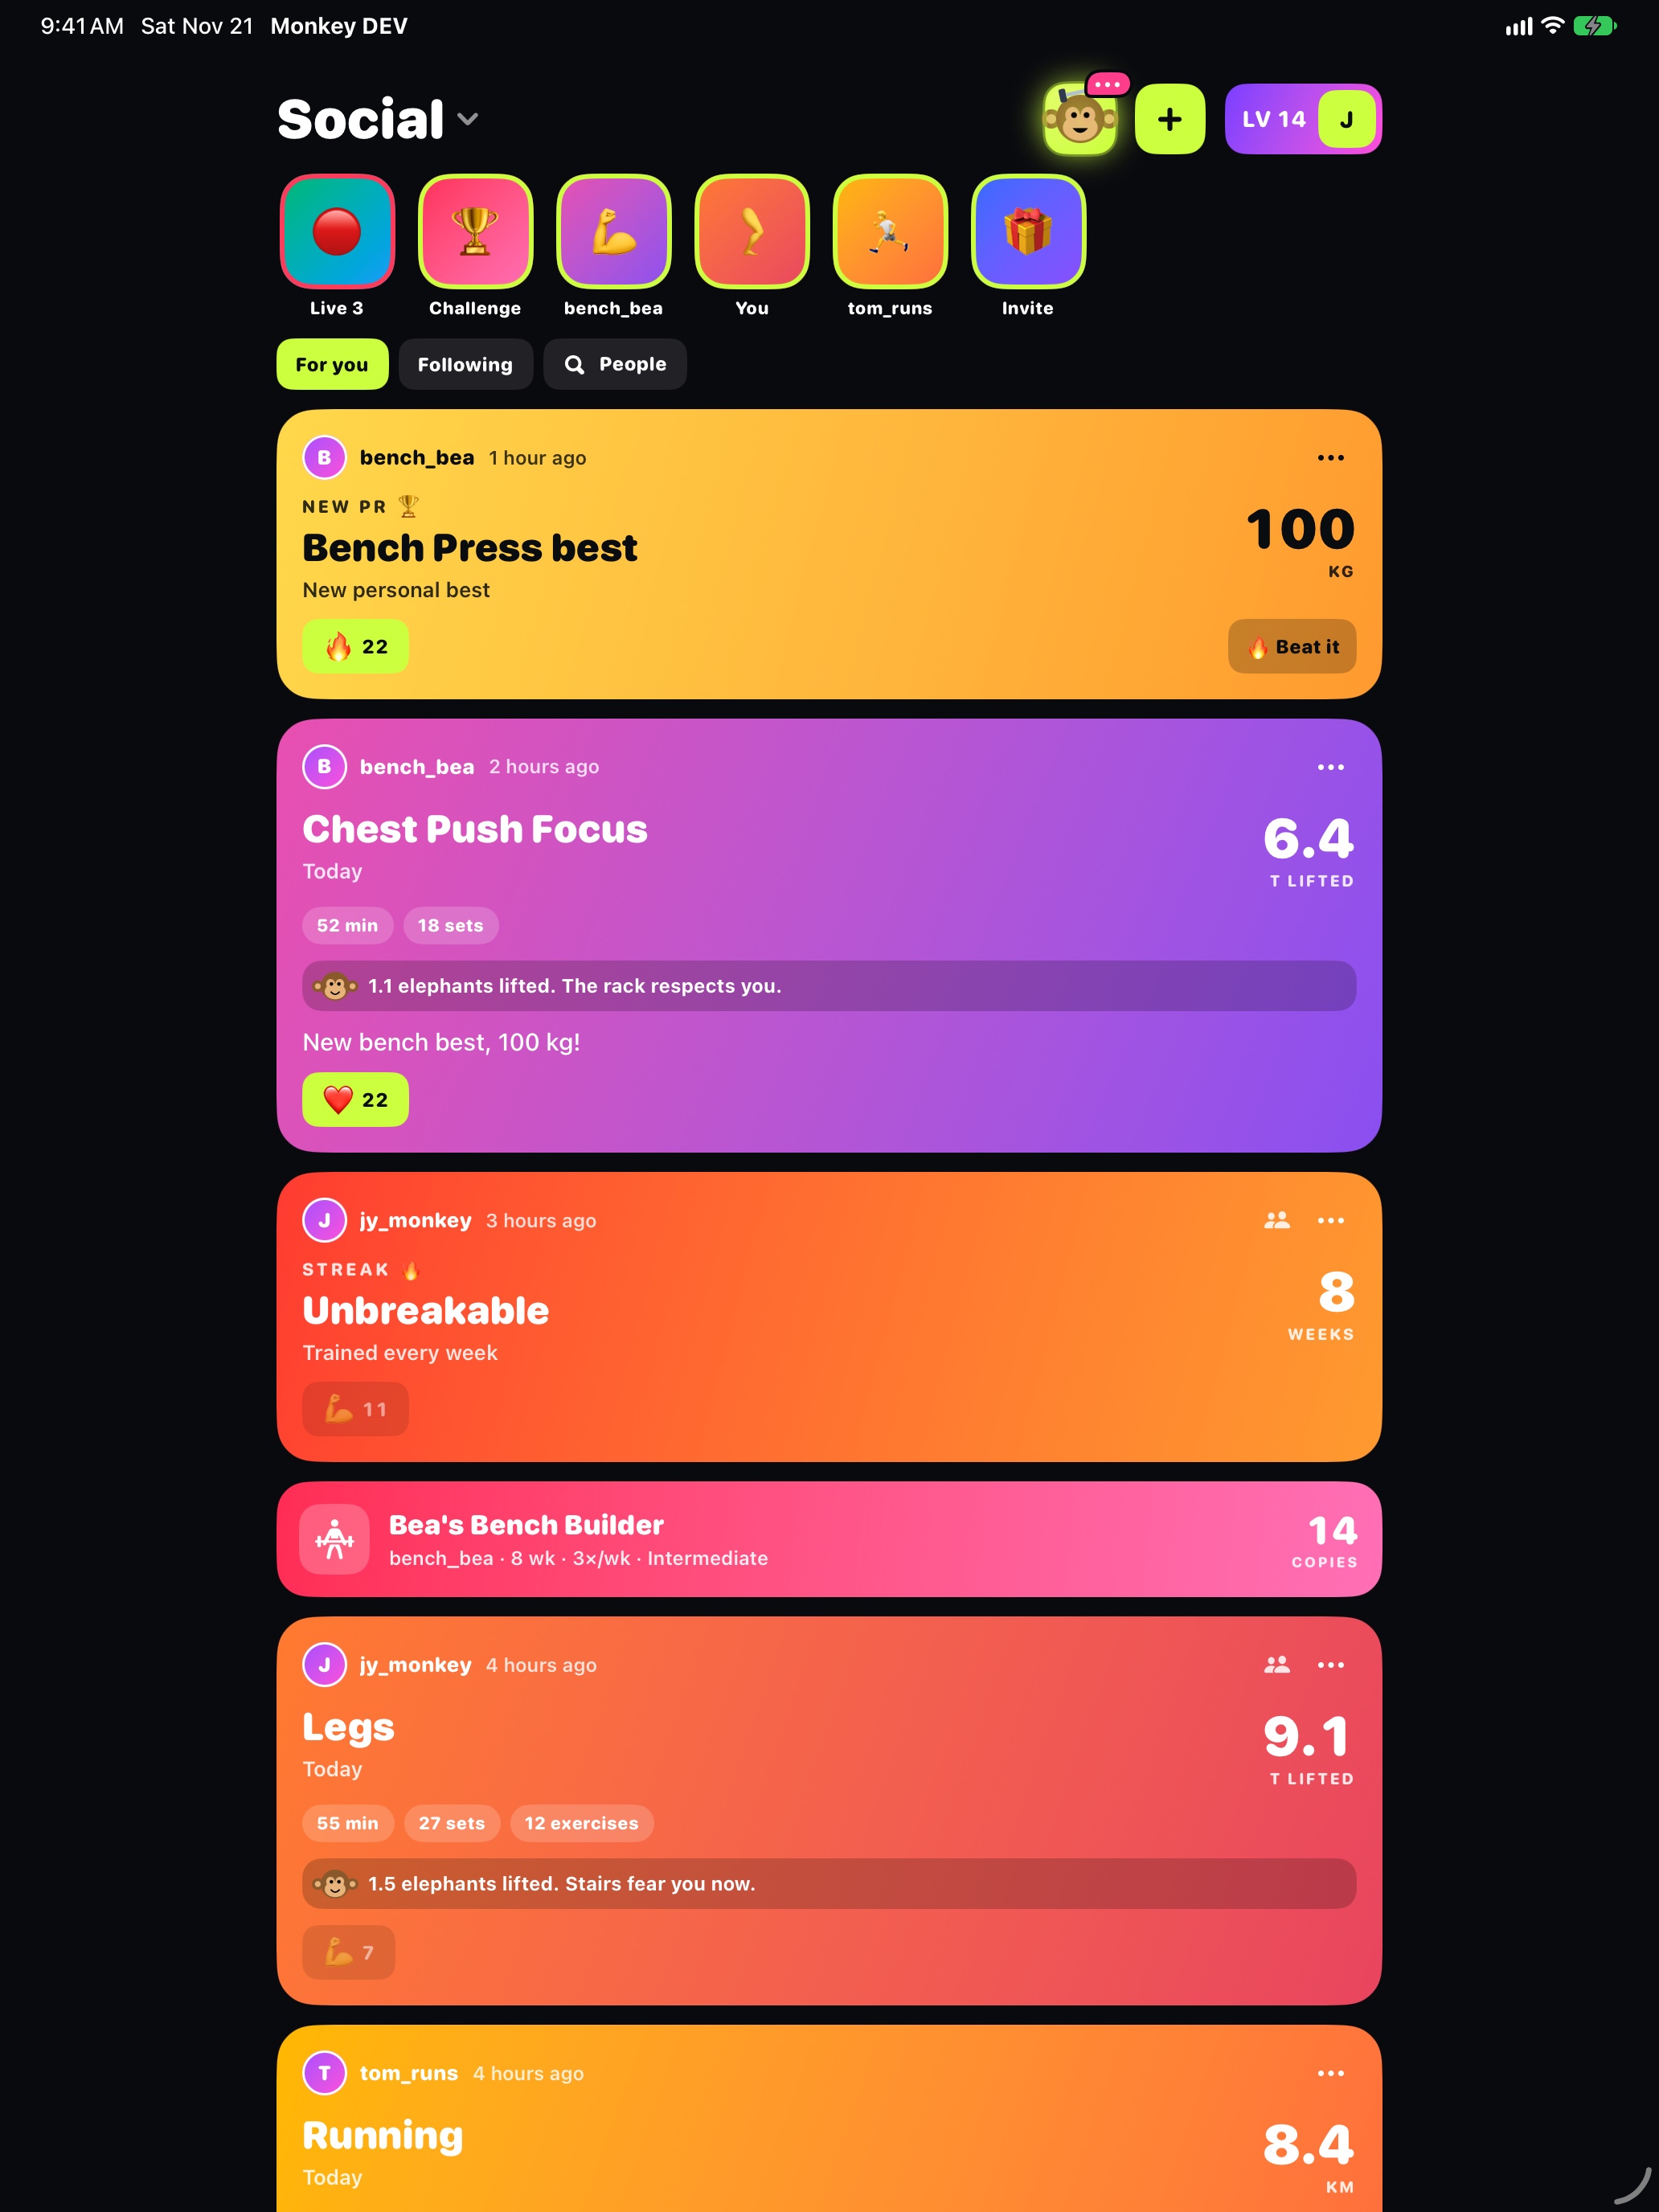 9:41 AM Sat Nov 21 Monkey DEV
Social
LV 14 J
Live 3 Challenge bench_bea You tom_runs Invite
For you Following People
B bench_bea 1 hour ago
NEW PR
Bench Press best
New personal best
100
KG
22
Beat it
B bench_bea 2 hours ago
Chest Push Focus
Today
6.4
T LIFTED
52 min 18 sets
1.1 elephants lifted. The rack respects you.
New bench best, 100 kg!
22
J jy_monkey 3 hours ago
STREAK
Unbreakable
Trained every week
8
WEEKS
11
Bea's Bench Builder
bench_bea · 8 wk · 3×/wk · Intermediate
14
COPIES
J jy_monkey 4 hours ago
Legs
Today
9.1
T LIFTED
55 min 27 sets 12 exercises
1.5 elephants lifted. Stairs fear you now.
7
T tom_runs 4 hours ago
Running
Today
8.4
KM